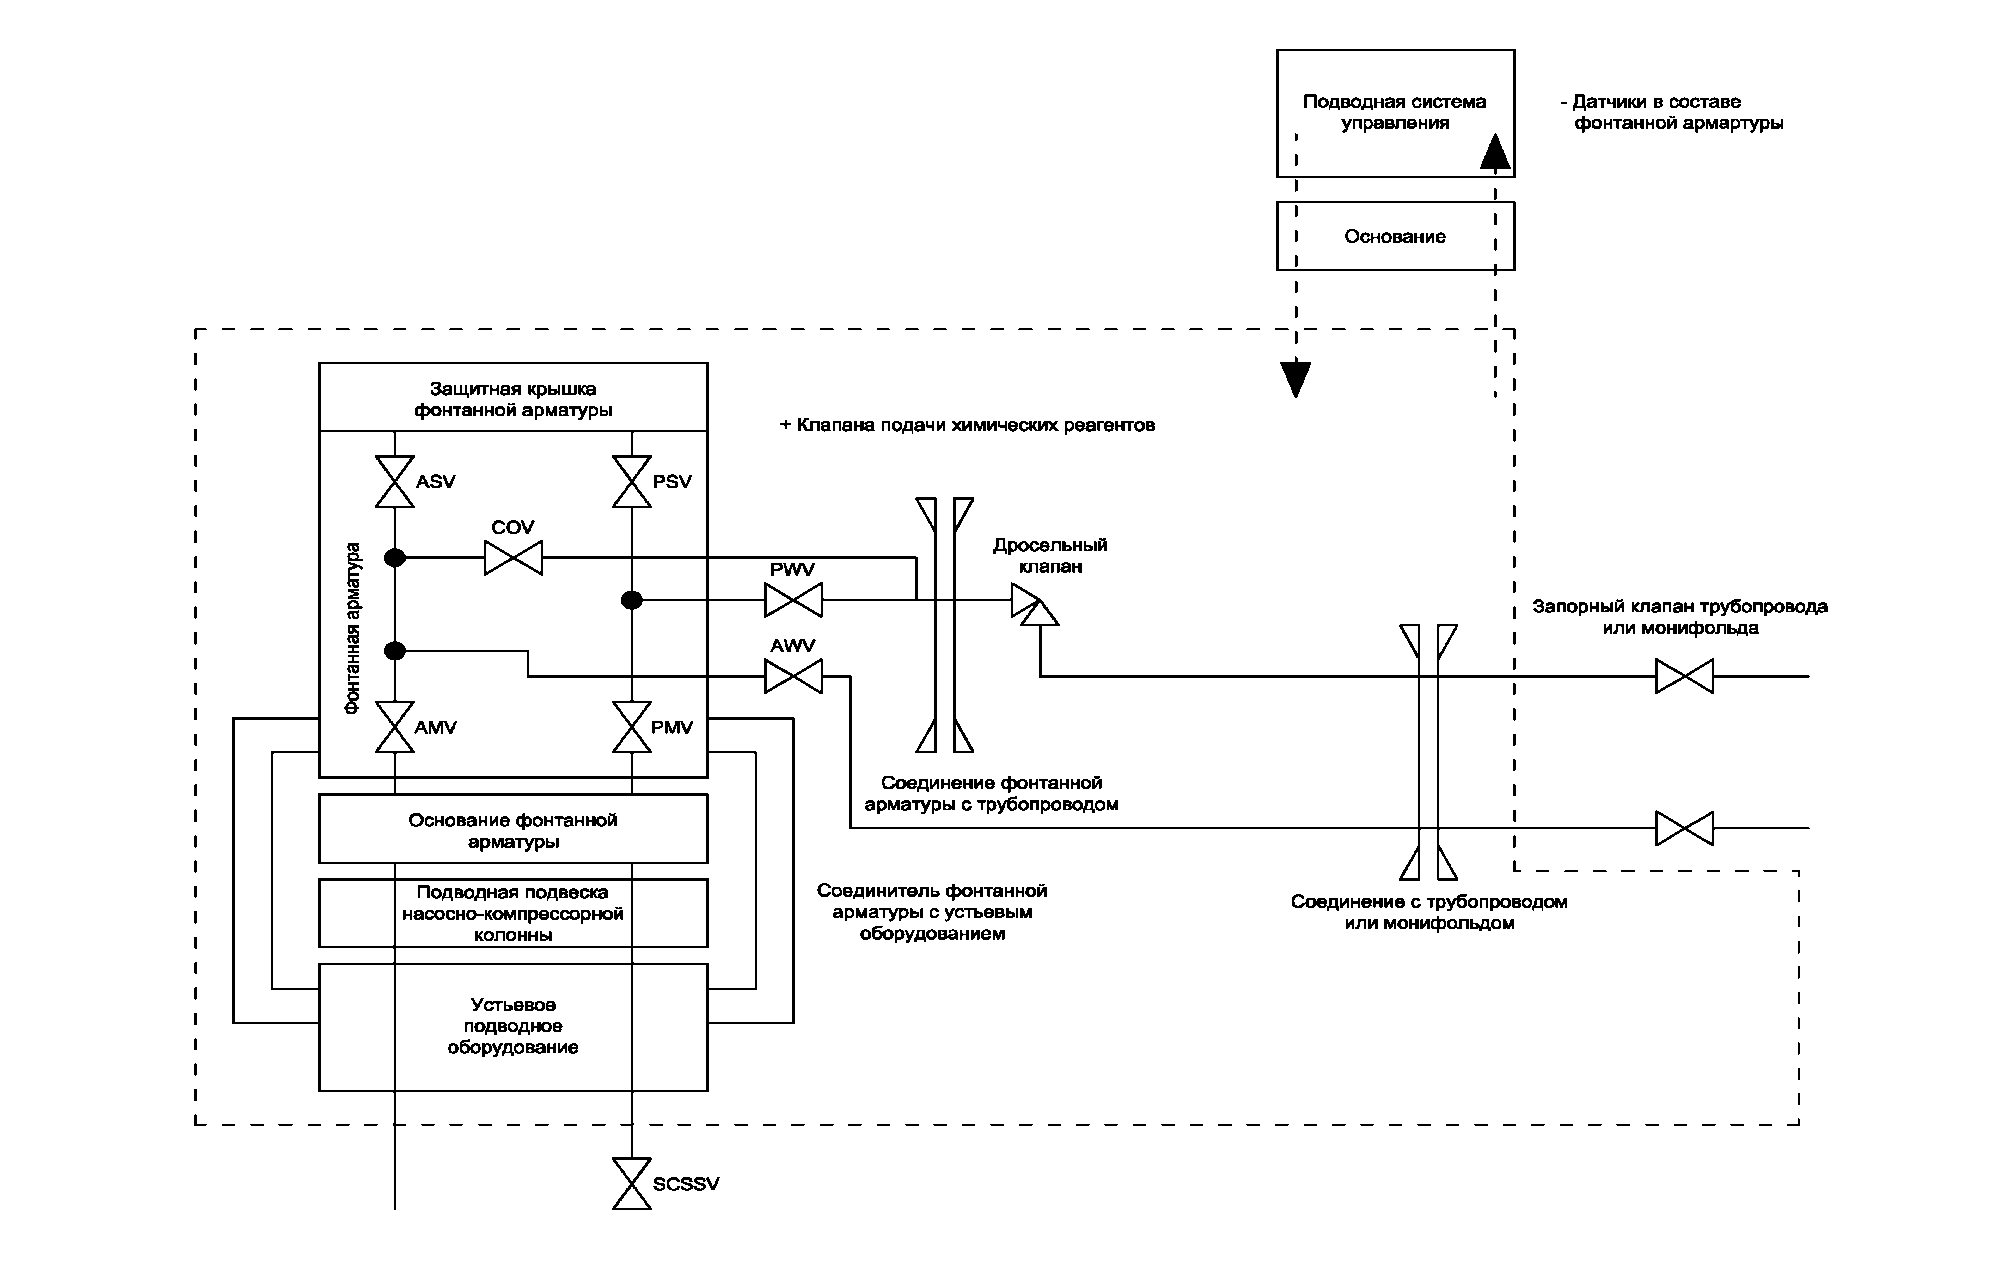 Подводная система
управления
- Датчики в составе
фонтанной армартуры
Основание
Защитная крышка
фонтанной арматуры
+ Клапана подачи химических реагентов
ASV
PSV
COV
Фонтанная арматура
PWV
Дросельный
клапан
AWV
Запорный клапан трубопровода
или монифольда
AMV
PMV
Соединение фонтанной
арматуры с трубопроводом
Основание фонтанной
арматуры
Подводная подвеска
насосно-компрессорной
колонны
Соединитель фонтанной
арматуры с устьевым
оборудованием
Соединение с трубопроводом
или монифольдом
Устьевое
подводное
оборудование
SCSSV